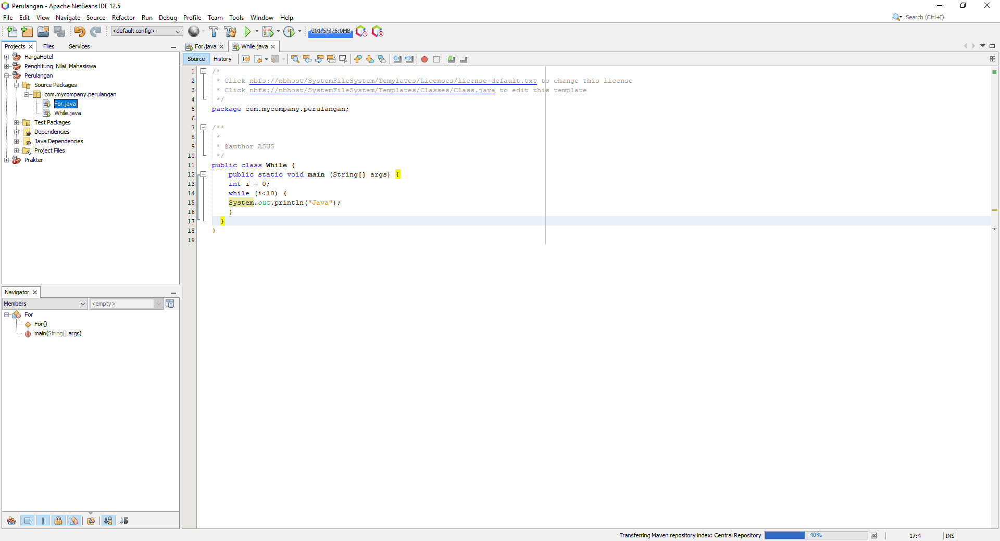 Perulangan - Apache NetBeans IDE 12.5
File Edit View Navigate Source Refactor Run Debug Profile Team Tools Window Help
Search (Ctrl+I)
<default config>
201.5/376.0MB
Projects Files Services
HargaHotel
Penghitung_Nilai_Mahasiswa
Perulangan
Source Packages
com.mycompany.perulangan
For.java
While.java
Test Packages
Dependencies
Java Dependencies
Project Files
Prakter
Navigator
Members <empty>
For
For()
main(String[] args)
For.java While.java
Source History
1 /*
2 * Click nbfs://nbhost/SystemFileSystem/Templates/Licenses/license-default.txt to change this license
3 * Click nbfs://nbhost/SystemFileSystem/Templates/Classes/Class.java to edit this template
4 */
5 package com.mycompany.perulangan;
6
7 /**
8 *
9 * @author ASUS
10 */
11 public class While {
12 public static void main (String[] args) {
13 int i = 0;
14 while (i<10) {
15 System.out.println("Java");
16 }
17 }
18 }
19
Transferring Maven repository index: Central Repository 40% 17:4 INS